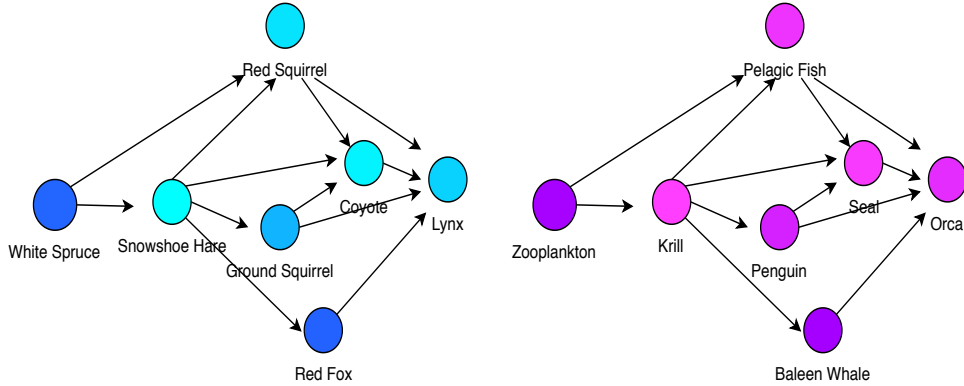 Red Squirrel
Coyote
Lynx
White Spruce
Snowshoe Hare
Ground Squirrel
Red Fox
Pelagic Fish
Seal
Orca
Zooplankton
Krill
Penguin
Baleen Whale